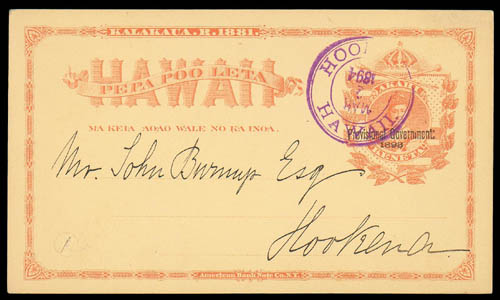 KALAKAUA. R. 1881.
HAWAII
PEPA POO LETA
MA KEIA AOAO WALE NO KA INOA.
1894
HAWAII.
Provisional Government:
1893
Mr. John Burnup Esq
Hookena
American Bank Note Co. N.Y.